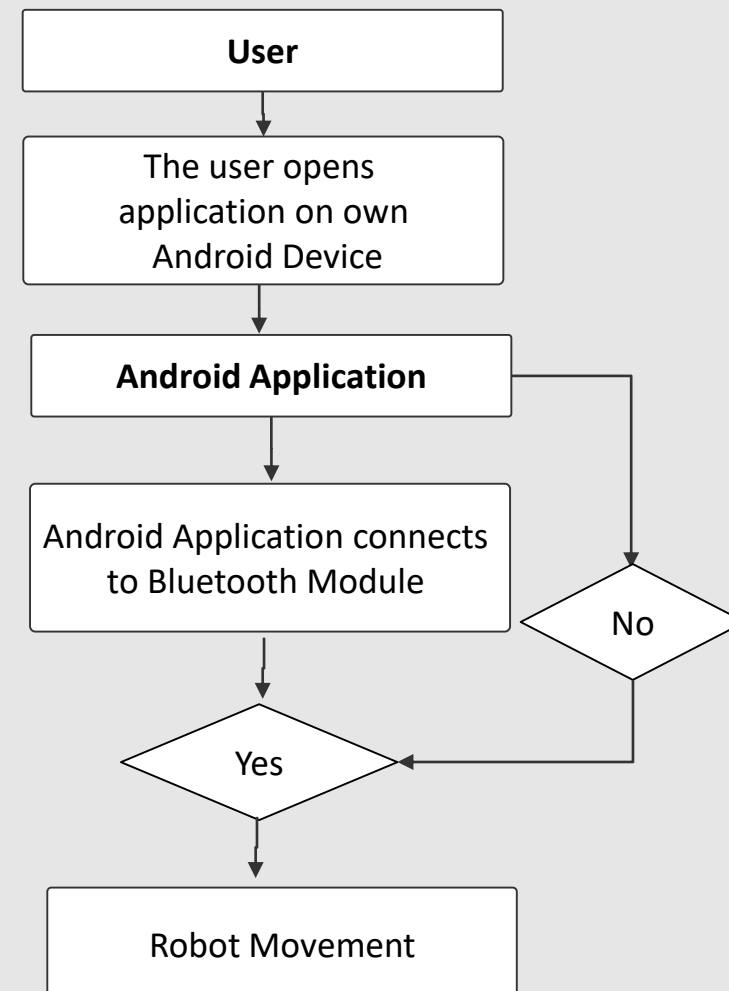 User
The user opens
application on own
Android Device
Android Application
Android Application connects
to Bluetooth Module
No
Yes
Robot Movement